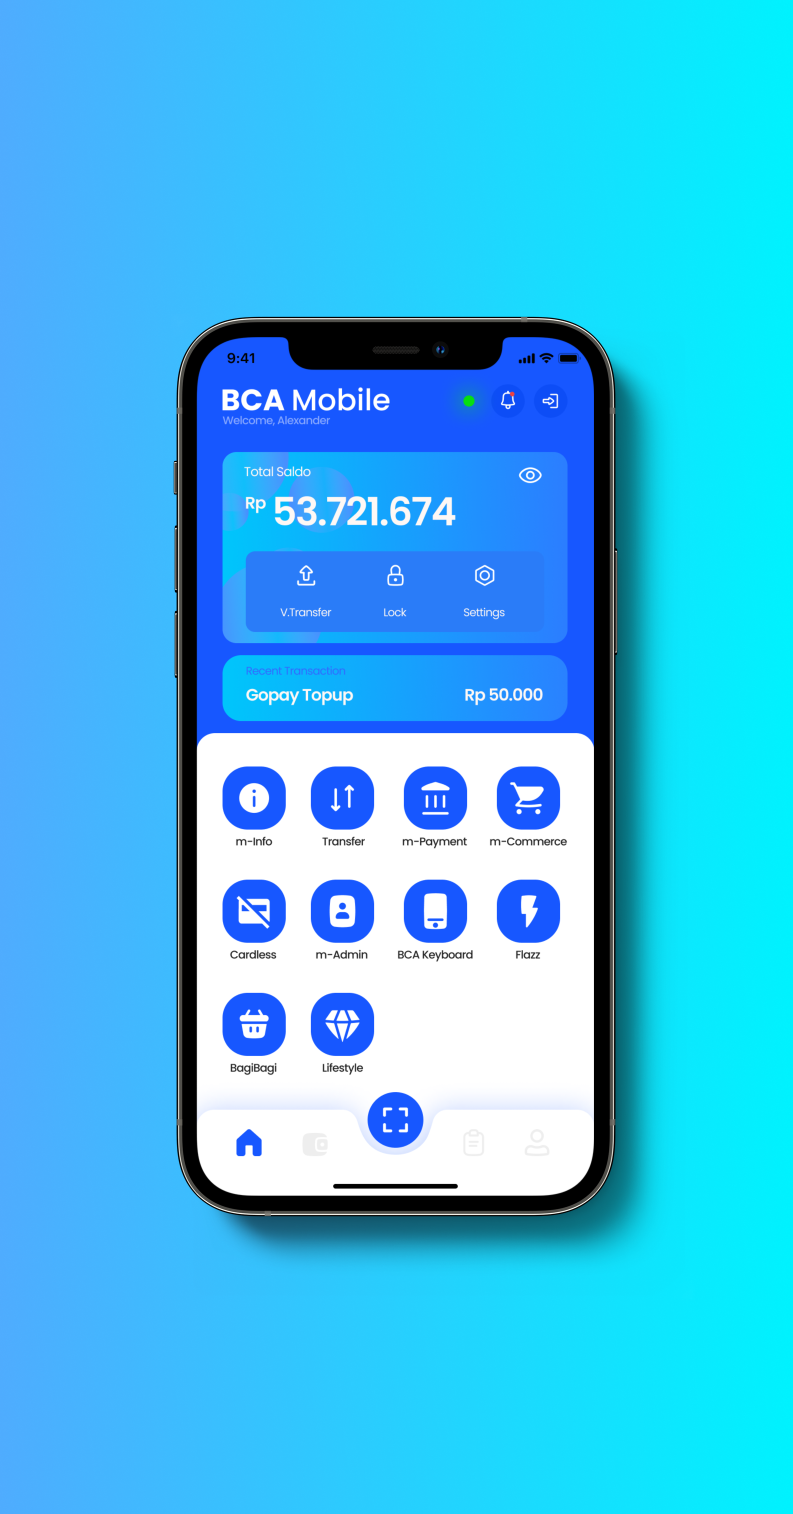 9:41
BCA Mobile
Welcome, Alexander
Total Saldo
Rp 53.721.674
V.Transfer Lock Settings
Recent Transaction
Gopay Topup Rp 50.000
m-Info Transfer m-Payment m-Commerce
Cardless m-Admin BCA Keyboard Flazz
BagiBagi Lifestyle